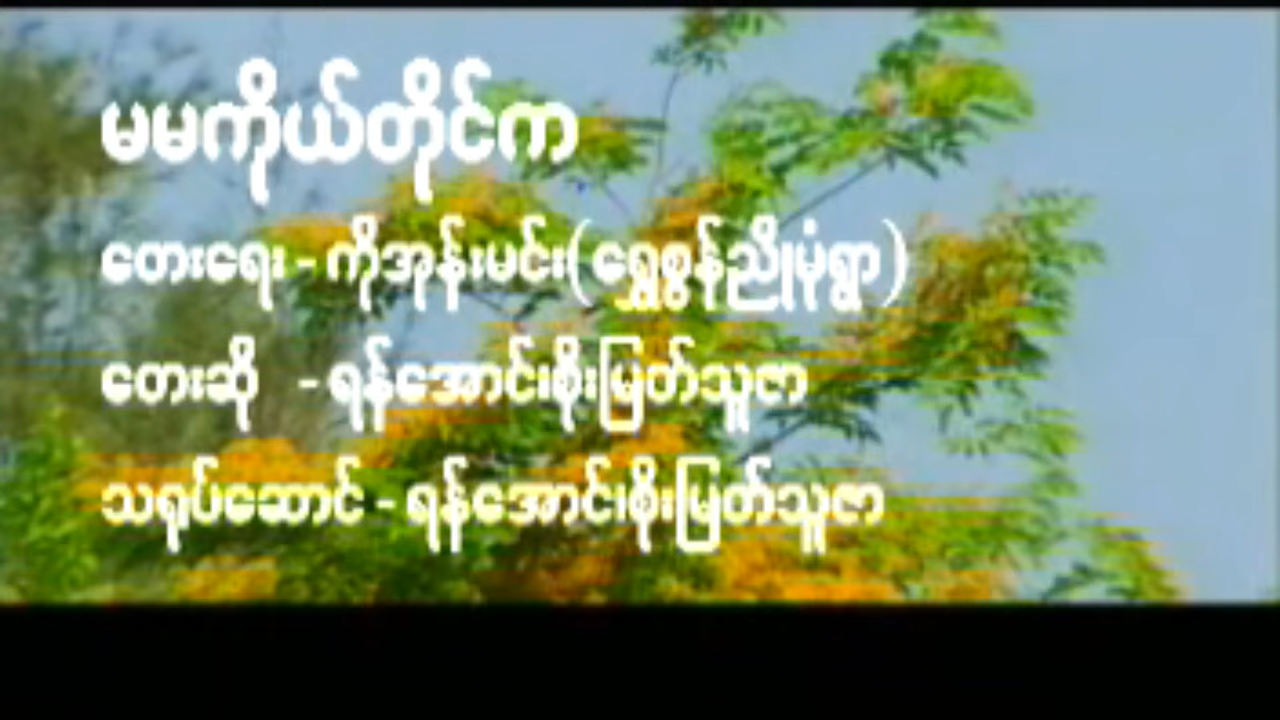 မမကိုယ်တိုင်က
တေးရေး - ကိုအုန်းမင်း(ရွှေစွန်ညိုမုံရွာ)
တေးဆို - ရန်အောင်း၊စိုးမြတ်သူဇာ
သရုပ်ဆောင် - ရန်အောင်၊စိုးမြတ်သူဇာ